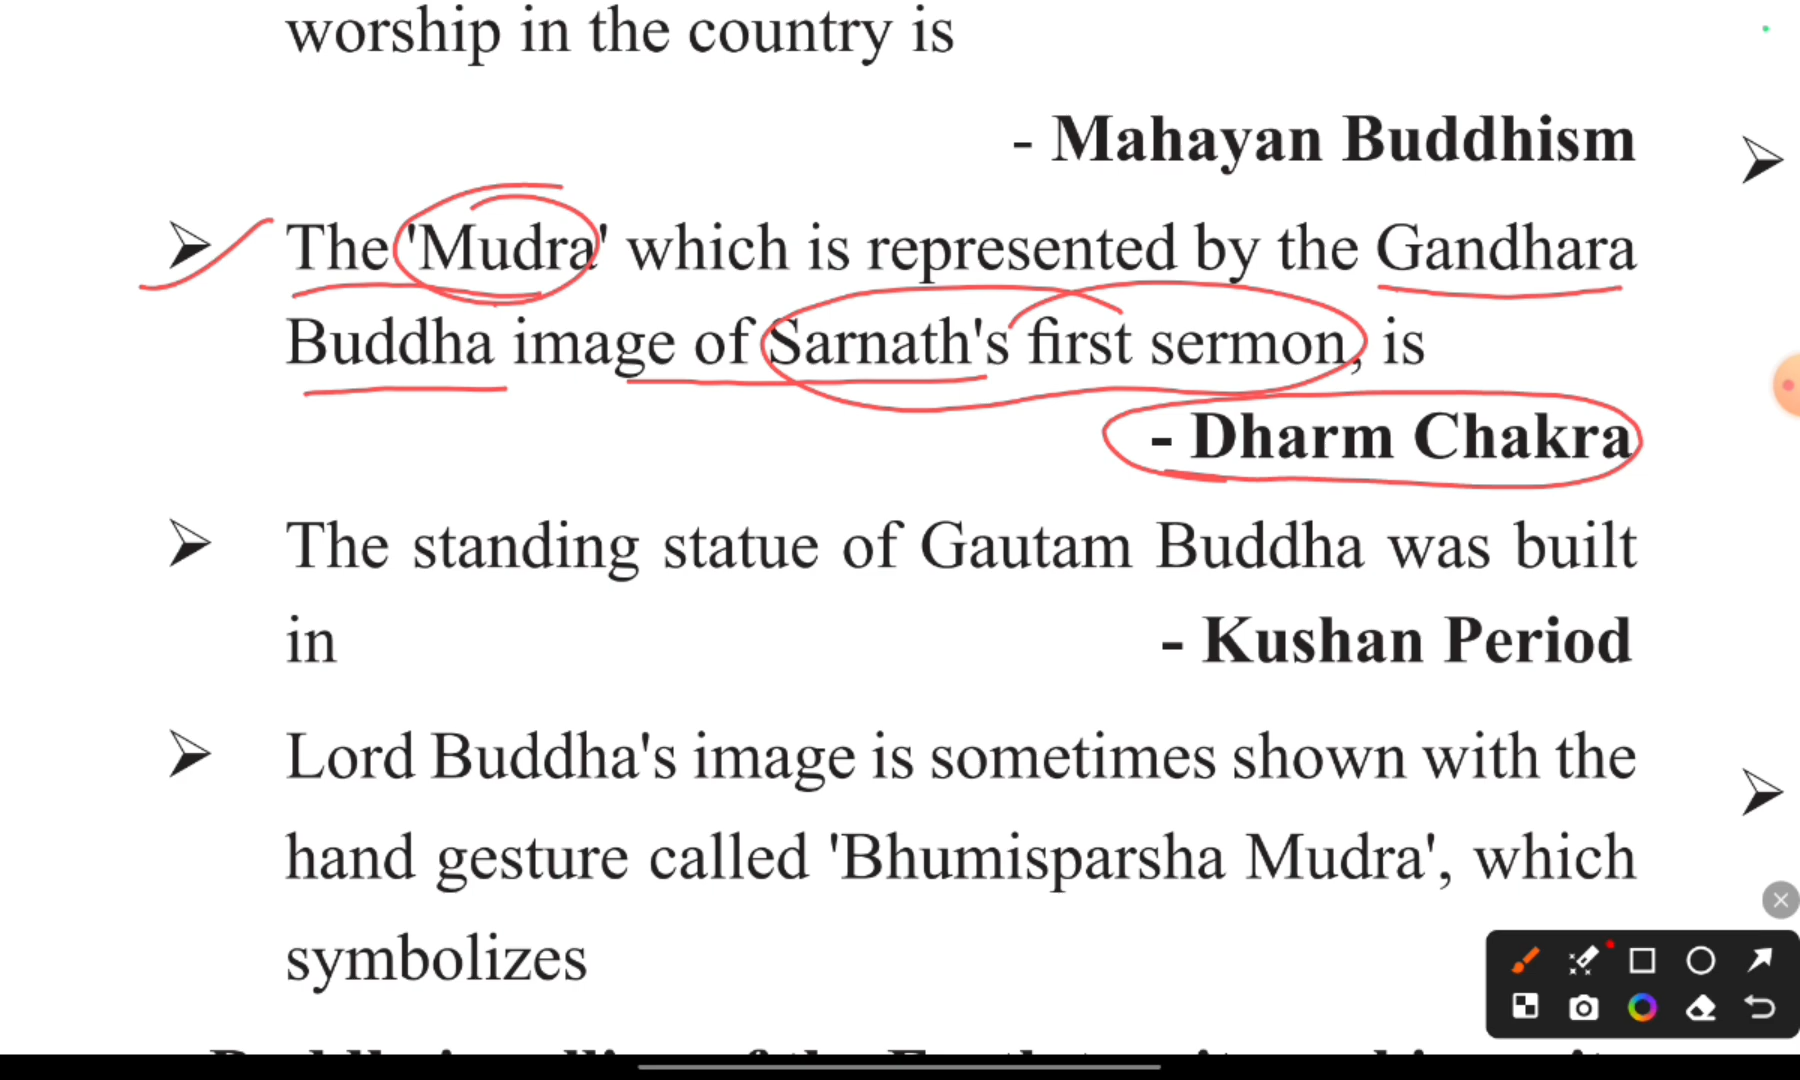 worship in the country is
- Mahayan Buddhism
➢ The 'Mudra' which is represented by the Gandhara
Buddha image of Sarnath's first sermon, is
- Dharm Chakra
➢ The standing statue of Gautam Buddha was built
in - Kushan Period
➢ Lord Buddha's image is sometimes shown with the
hand gesture called 'Bhumisparsha Mudra', which
symbolizes